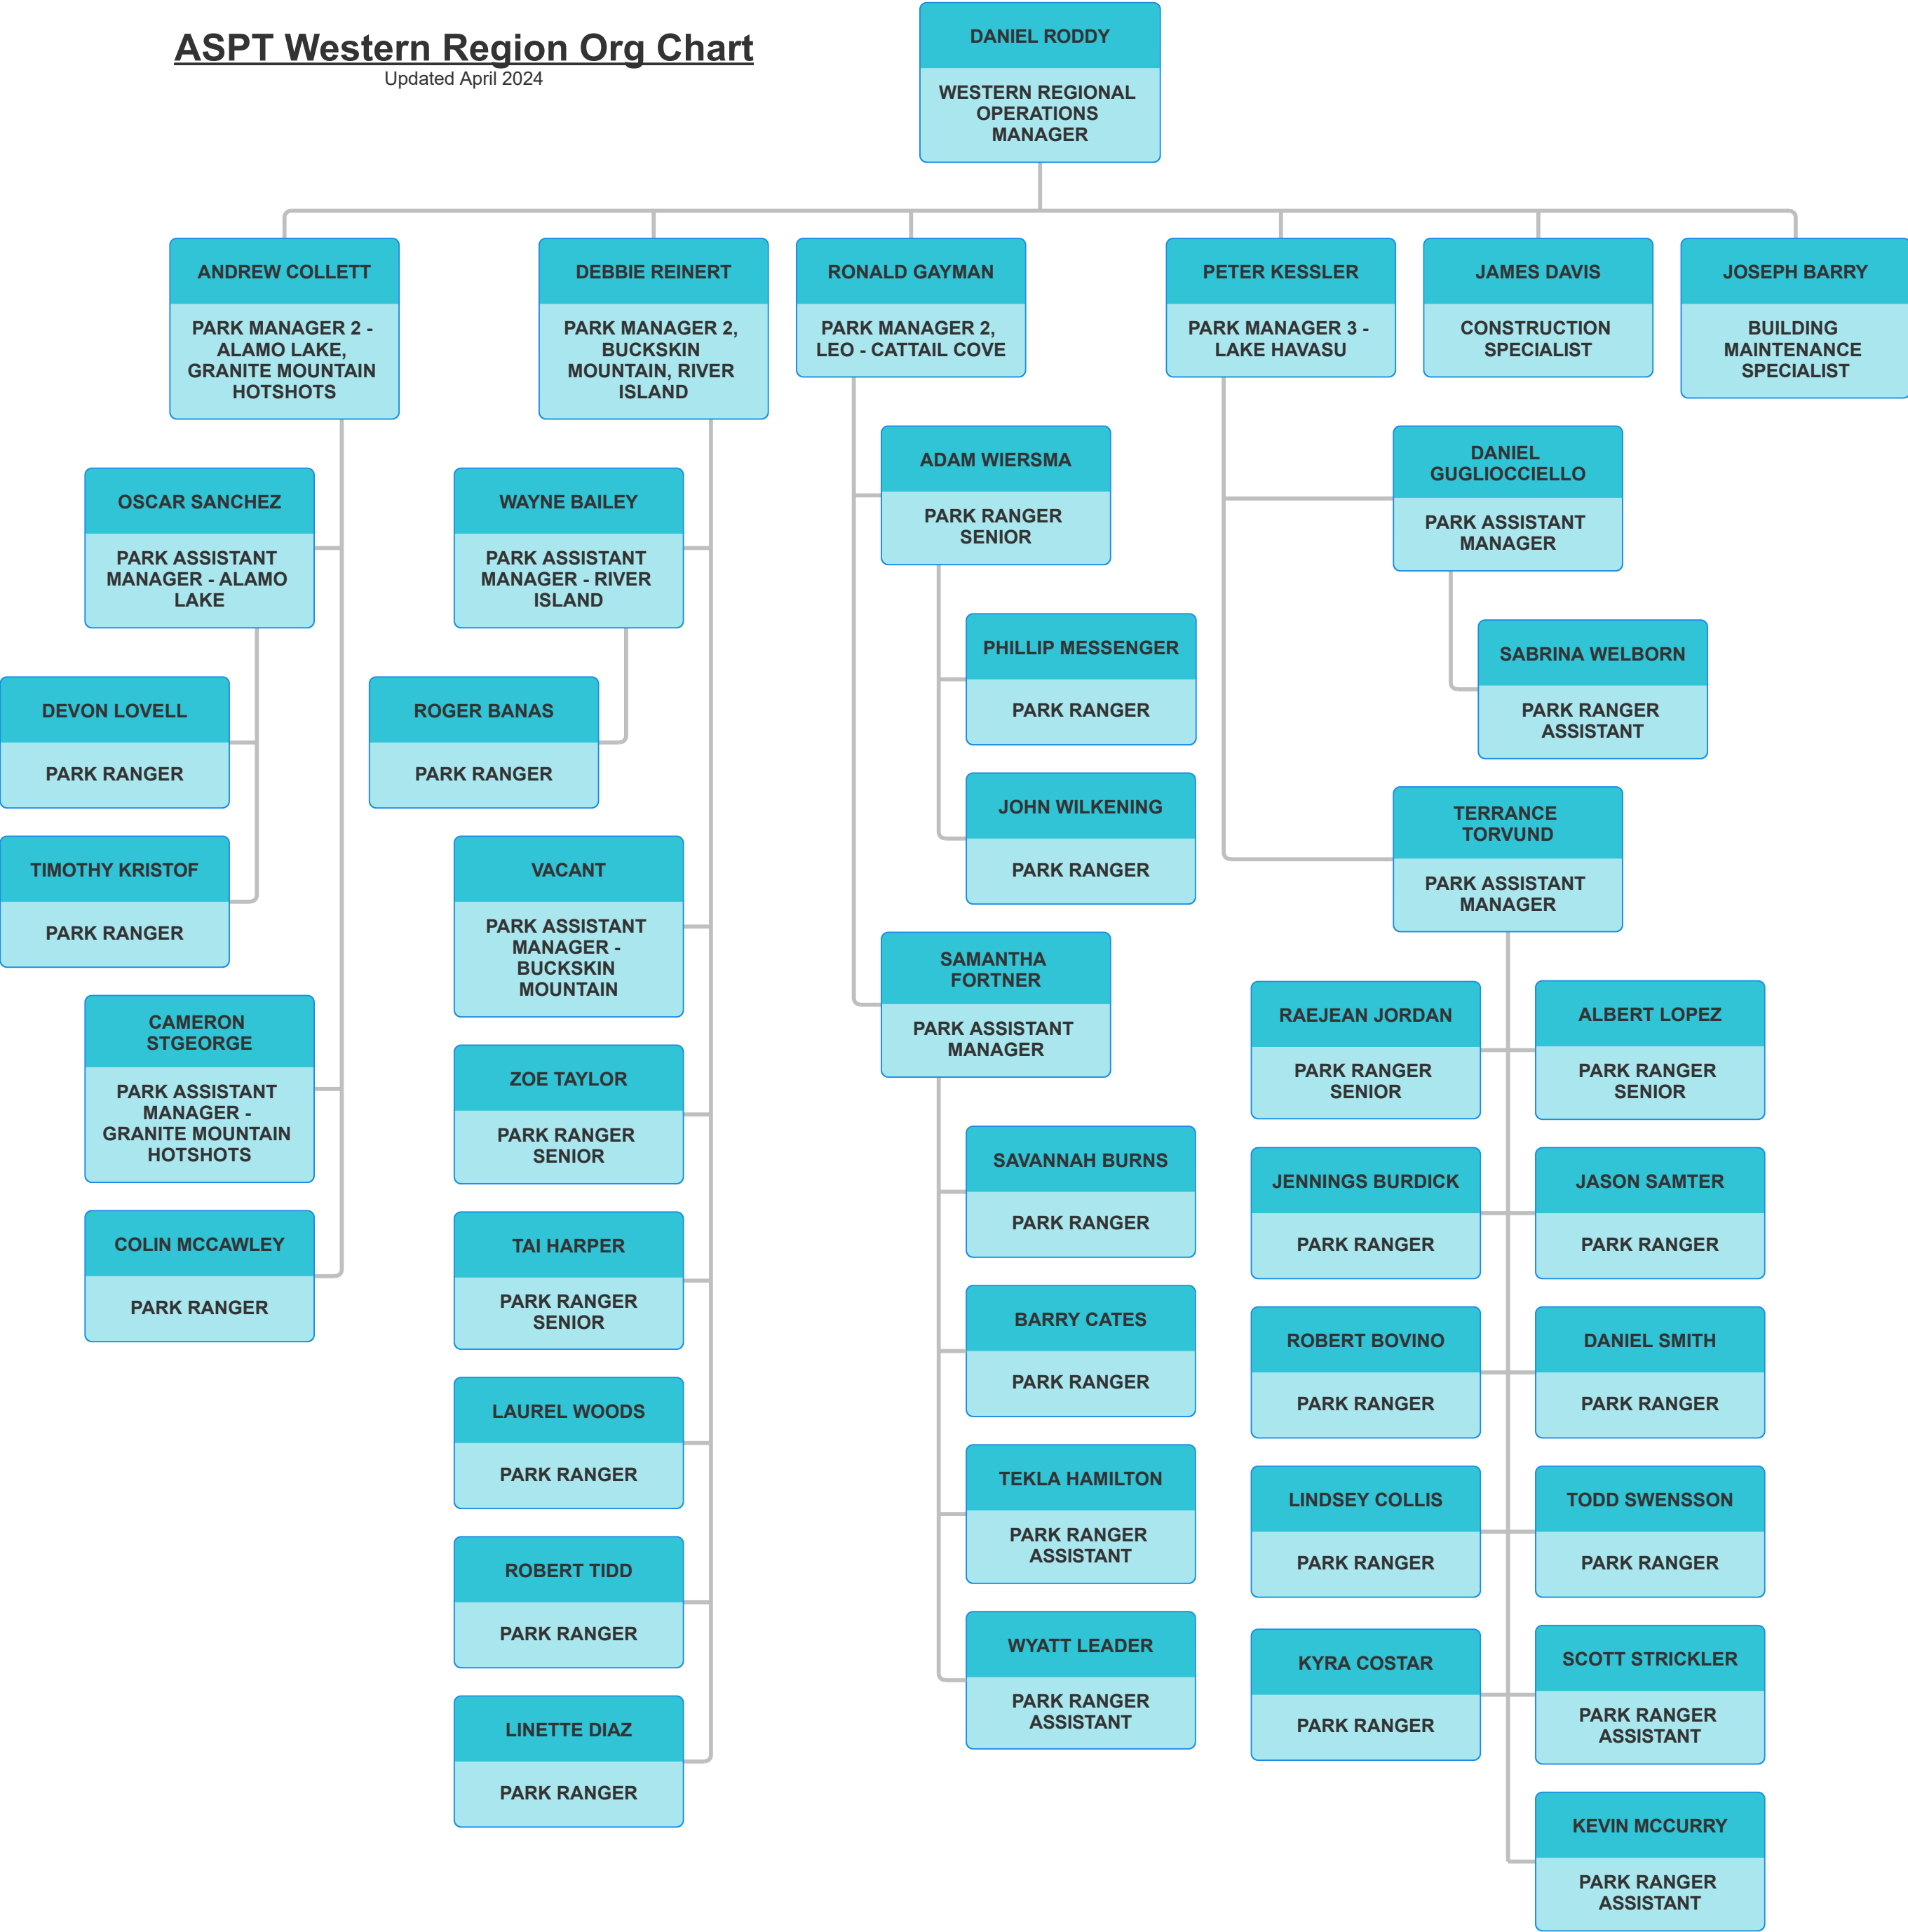 ASPT Western Region Org Chart
Updated April 2024
DANIEL RODDY
WESTERN REGIONAL
OPERATIONS
MANAGER
ANDREW COLLETT
PARK MANAGER 2 -
ALAMO LAKE,
GRANITE MOUNTAIN
HOTSHOTS
OSCAR SANCHEZ
PARK ASSISTANT
MANAGER - ALAMO
LAKE
DEVON LOVELL
PARK RANGER
TIMOTHY KRISTOF
PARK RANGER
CAMERON
STGEORGE
PARK ASSISTANT
MANAGER -
GRANITE MOUNTAIN
HOTSHOTS
COLIN MCCAWLEY
PARK RANGER
DEBBIE REINERT
PARK MANAGER 2,
BUCKSKIN
MOUNTAIN, RIVER
ISLAND
WAYNE BAILEY
PARK ASSISTANT
MANAGER - RIVER
ISLAND
ROGER BANAS
PARK RANGER
VACANT
PARK ASSISTANT
MANAGER -
BUCKSKIN
MOUNTAIN
ZOE TAYLOR
PARK RANGER
SENIOR
TAI HARPER
PARK RANGER
SENIOR
LAUREL WOODS
PARK RANGER
ROBERT TIDD
PARK RANGER
LINETTE DIAZ
PARK RANGER
RONALD GAYMAN
PARK MANAGER 2,
LEO - CATTAIL COVE
ADAM WIERSMA
PARK RANGER
SENIOR
PHILLIP MESSENGER
PARK RANGER
JOHN WILKENING
PARK RANGER
SAMANTHA
FORTNER
PARK ASSISTANT
MANAGER
SAVANNAH BURNS
PARK RANGER
BARRY CATES
PARK RANGER
TEKLA HAMILTON
PARK RANGER
ASSISTANT
WYATT LEADER
PARK RANGER
ASSISTANT
PETER KESSLER
PARK MANAGER 3 -
LAKE HAVASU
DANIEL
GUGLIOCCIELLO
PARK ASSISTANT
MANAGER
SABRINA WELBORN
PARK RANGER
ASSISTANT
TERRANCE
TORVUND
PARK ASSISTANT
MANAGER
RAEJEAN JORDAN
PARK RANGER
SENIOR
ALBERT LOPEZ
PARK RANGER
SENIOR
JENNINGS BURDICK
PARK RANGER
JASON SAMTER
PARK RANGER
ROBERT BOVINO
PARK RANGER
DANIEL SMITH
PARK RANGER
LINDSEY COLLIS
PARK RANGER
TODD SWENSSON
PARK RANGER
KYRA COSTAR
PARK RANGER
SCOTT STRICKLER
PARK RANGER
ASSISTANT
KEVIN MCCURRY
PARK RANGER
ASSISTANT
JAMES DAVIS
CONSTRUCTION
SPECIALIST
JOSEPH BARRY
BUILDING
MAINTENANCE
SPECIALIST